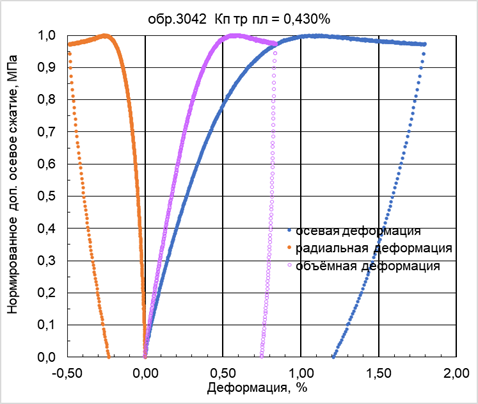 обр.3042 Кп тр пл = 0,430%
Нормированное доп. осевое сжатие, МПа
1,0
0,9
0,8
0,7
0,6
0,5
0,4
0,3
0,2
0,1
0,0
осевая деформация
радиальная деформация
объёмная деформация
-0,50 0,00 0,50 1,00 1,50 2,00
Деформация, %